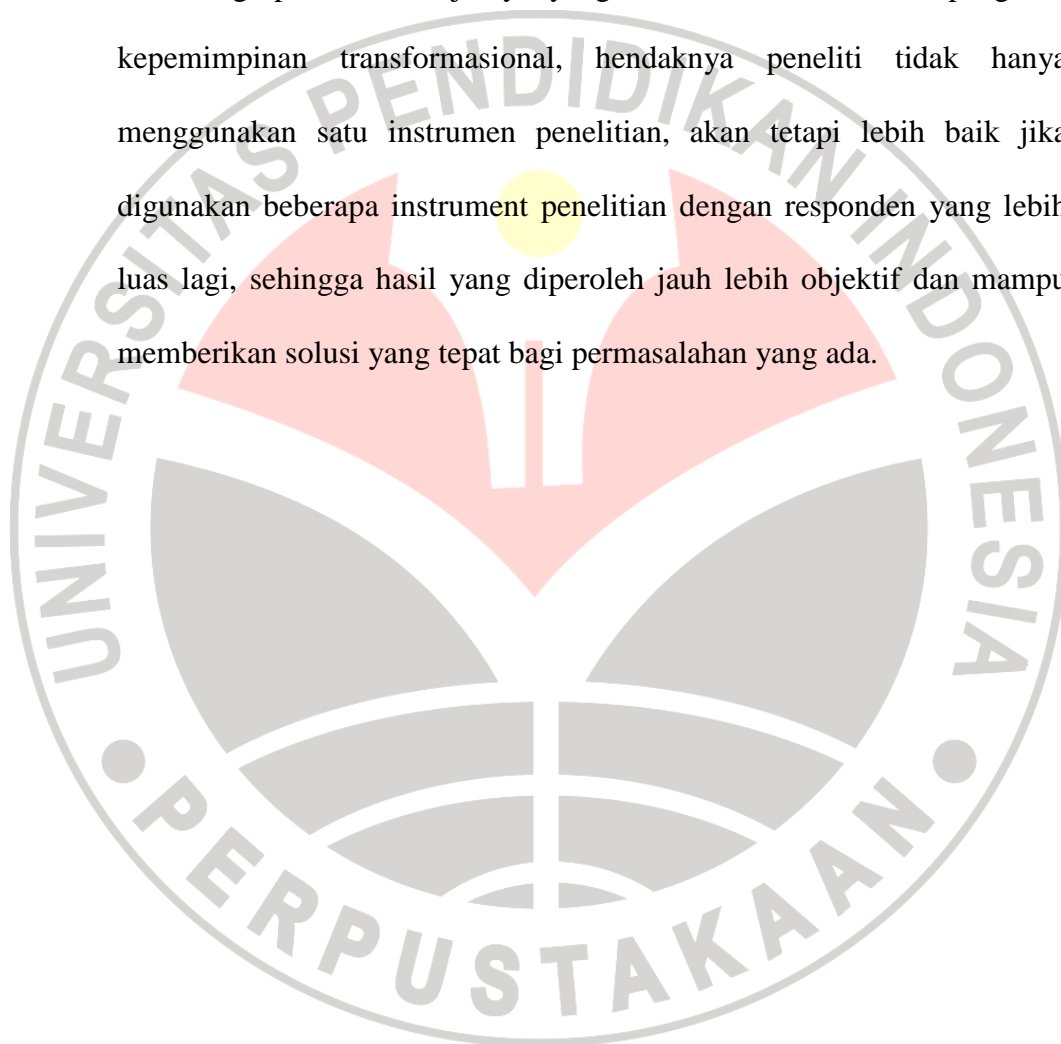 kepemimpinan transformasional, hendaknya peneliti tidak hanya
menggunakan satu instrumen penelitian, akan tetapi lebih baik jika
digunakan beberapa instrument penelitian dengan responden yang lebih
luas lagi, sehingga hasil yang diperoleh jauh lebih objektif dan mampu
memberikan solusi yang tepat bagi permasalahan yang ada.
UNIVERSITAS PENDIDIKAN INDONESIA
PERPUSTAKAAN